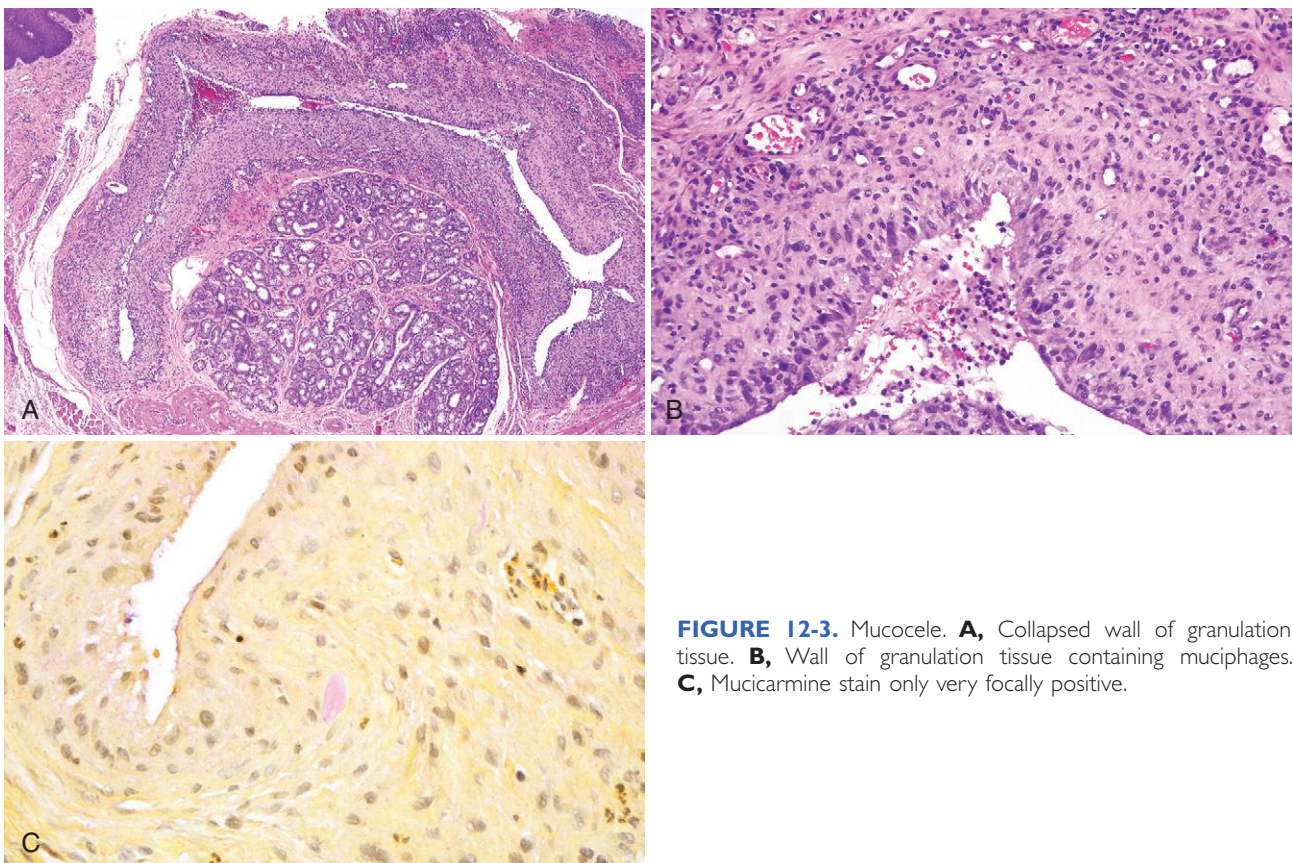 A
B
C
FIGURE 12-3. Mucocele. A, Collapsed wall of granulation
tissue. B, Wall of granulation tissue containing muciphages.
C, Mucicarmine stain only very focally positive.